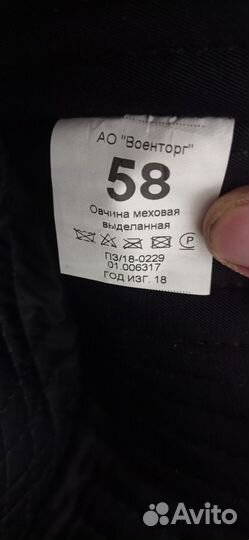 АО "Военторг"
58
Овчина меховая
выделанная
P
ПЗ/18-0229
01.006317
ГОД ИЗГ. 18
Avito